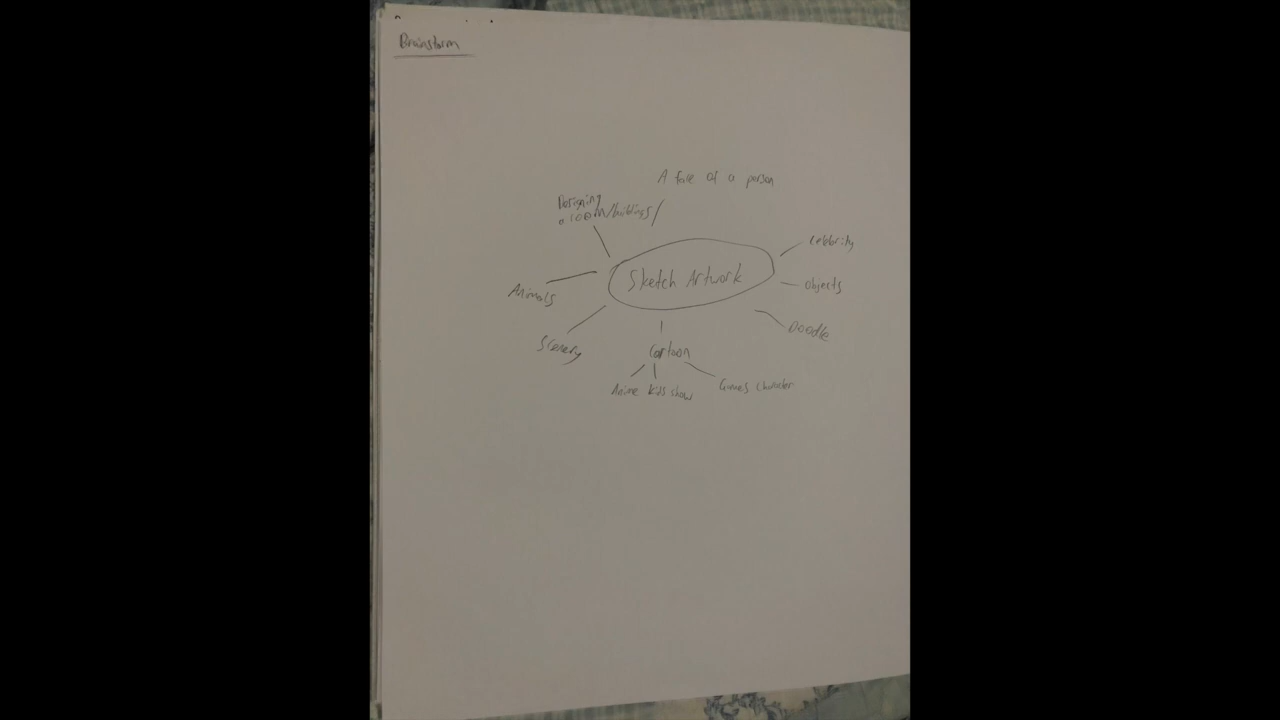 Brainstorm
A face of a person
Designing
a room/buildings/
Celebrity
Sketch Artwork
Objects
Animals
Doodle
Scenery
Cartoon
Anime Kids show
Games character